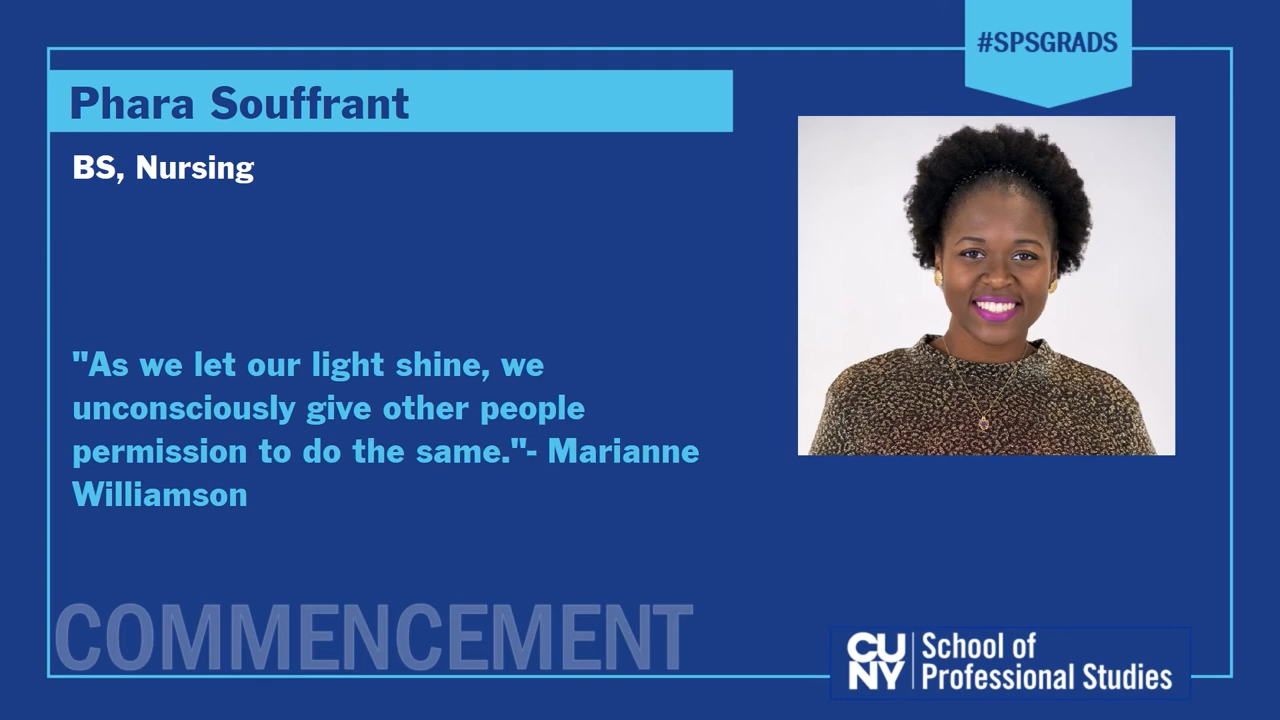 #SPSGRADS
Phara Souffrant
BS, Nursing
"As we let our light shine, we
unconsciously give other people
permission to do the same."- Marianne
Williamson
COMMENCEMENT
CU
NY
School of
Professional Studies